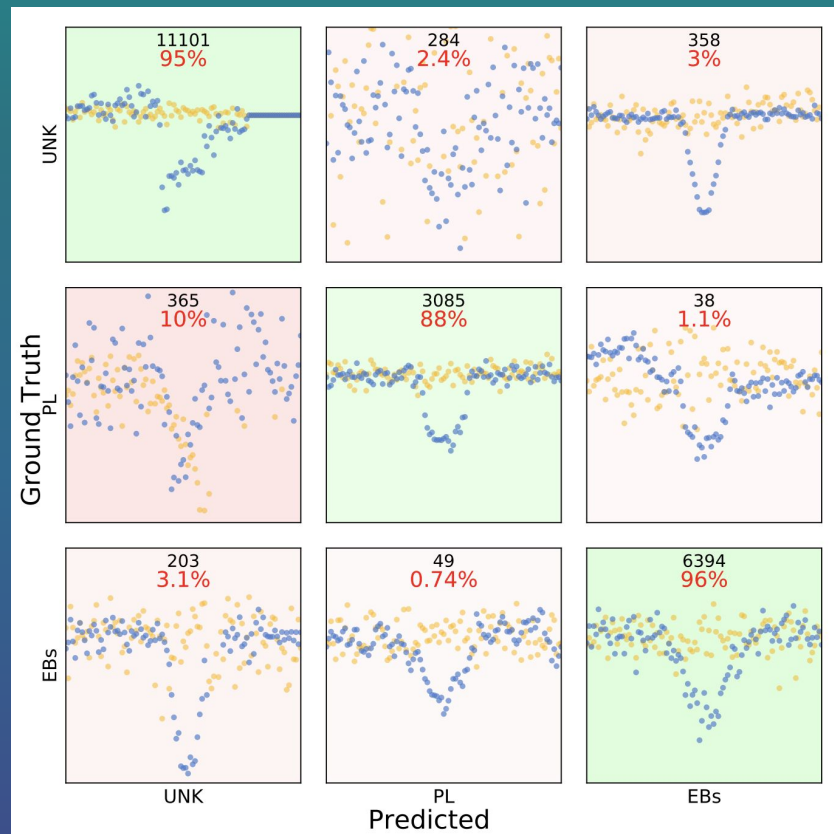 11101
95%
284
2.4%
358
3%
UNK
365
10%
3085
88%
38
1.1%
Ground Truth
PL
203
3.1%
49
0.74%
6394
96%
EBs
UNK
PL
EBs
Predicted